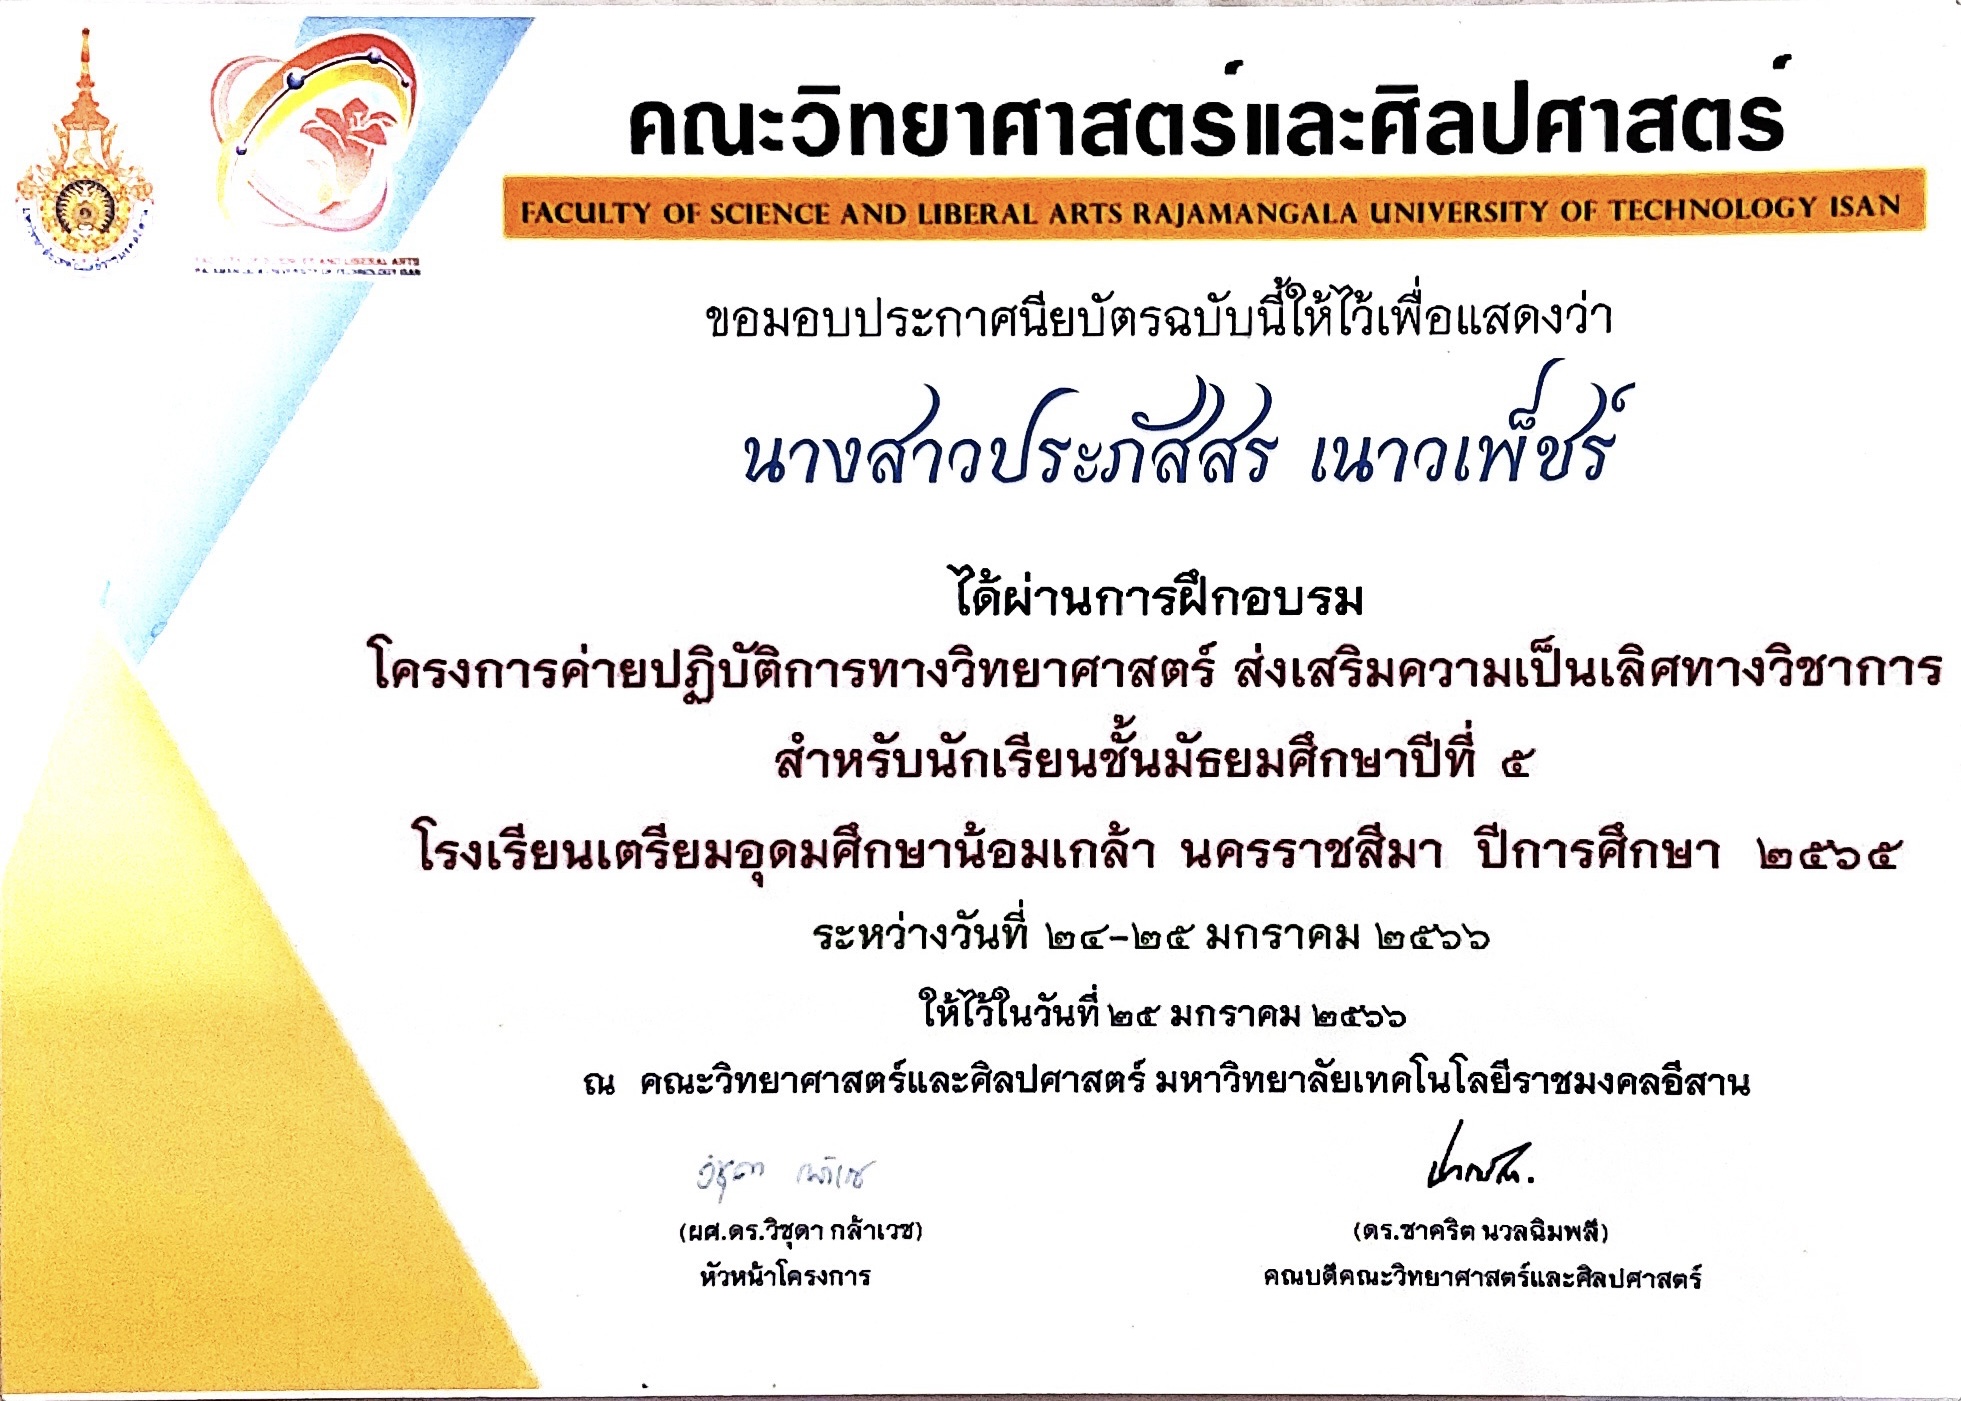 คณะวิทยาศาสตร์และศิลปศาสตร์
FACULTY OF SCIENCE AND LIBERAL ARTS RAJAMANGALA UNIVERSITY OF TECHNOLOGY ISAN
FACULTY OF SCIENCE AND LIBERAL ARTS
RAJAMANGALA UNIVERSITY OF TECHNOLOGY ISAN
ขอมอบประกาศนียบัตรฉบับนี้ให้ไว้เพื่อแสดงว่า
นางสาวประภัสสร เนาวเพ็ชร์
ได้ผ่านการฝึกอบรม
โครงการค่ายปฏิบัติการทางวิทยาศาสตร์ ส่งเสริมความเป็นเลิศทางวิชาการ
สำหรับนักเรียนชั้นมัธยมศึกษาปีที่ ๕
โรงเรียนเตรียมอุดมศึกษาน้อมเกล้า นครราชสีมา ปีการศึกษา ๒๕๖๕
ระหว่างวันที่ ๒๔-๒๕ มกราคม ๒๕๖๖
ให้ไว้ในวันที่ ๒๕ มกราคม ๒๕๖๖
ณ คณะวิทยาศาสตร์และศิลปศาสตร์ มหาวิทยาลัยเทคโนโลยีราชมงคลอีสาน
(ผศ.ดร.วิชุดา กล้าเวช)
(ดร.ชาคริต นวลฉิมพลี)
หัวหน้าโครงการ
คณบดีคณะวิทยาศาสตร์และศิลปศาสตร์